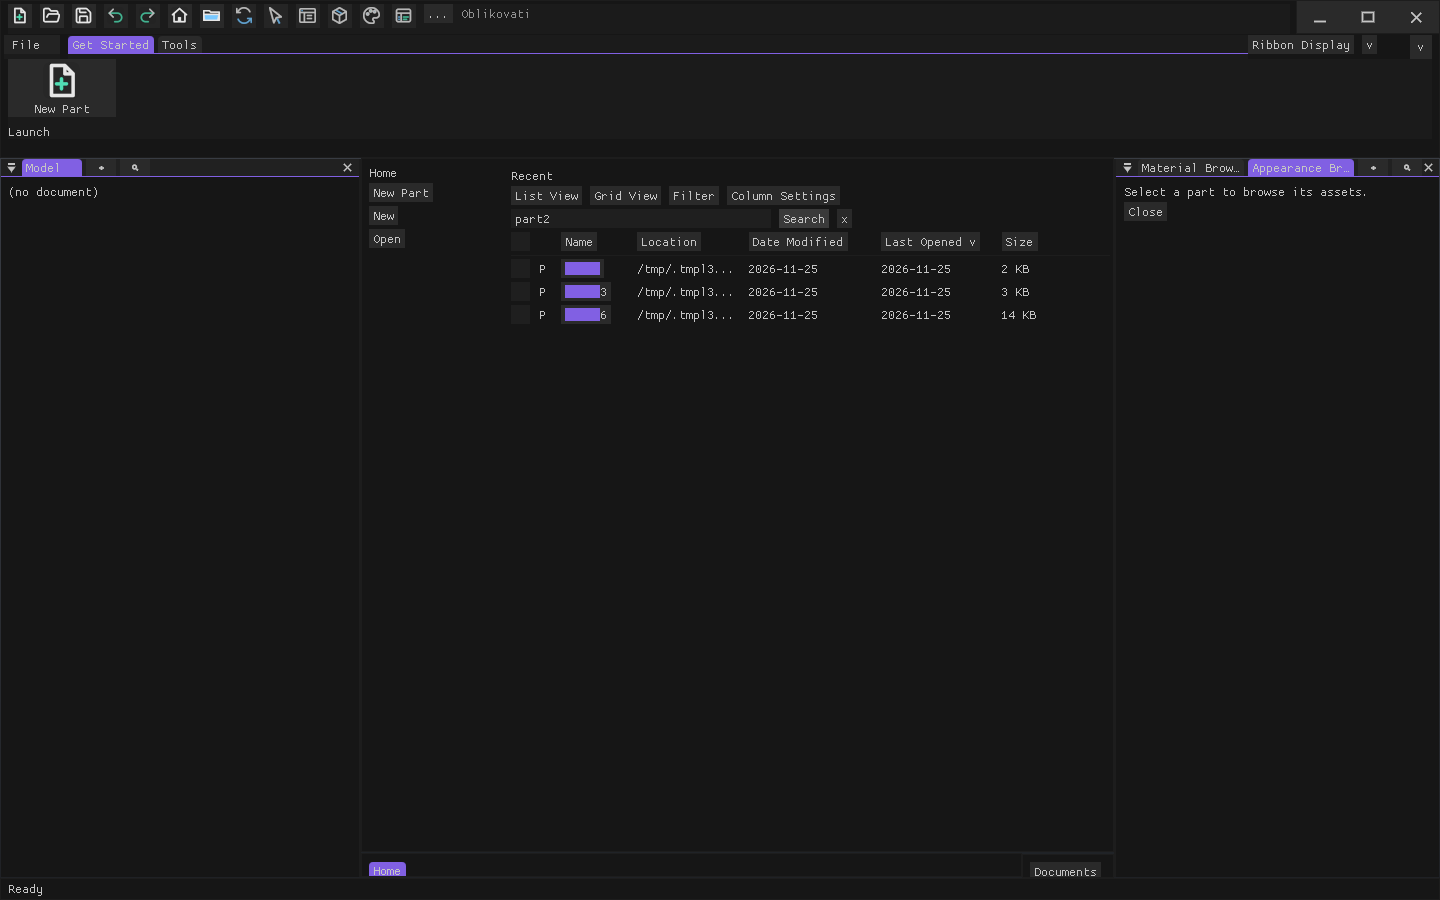 ... Oblikovati
File Get Started Tools Ribbon Display v v
New Part
Launch
Model
(no document)
Home
New Part
New
Open
Recent
List View Grid View Filter Column Settings
part2 Search x
Name Location Date Modified Last Opened v Size
P /tmp/.tmpl3... 2026-11-25 2026-11-25 2 KB
P 3 /tmp/.tmpl3... 2026-11-25 2026-11-25 3 KB
P 6 /tmp/.tmpl3... 2026-11-25 2026-11-25 14 KB
Material Brow… Appearance Br…
Select a part to browse its assets.
Close
Home Documents
Ready